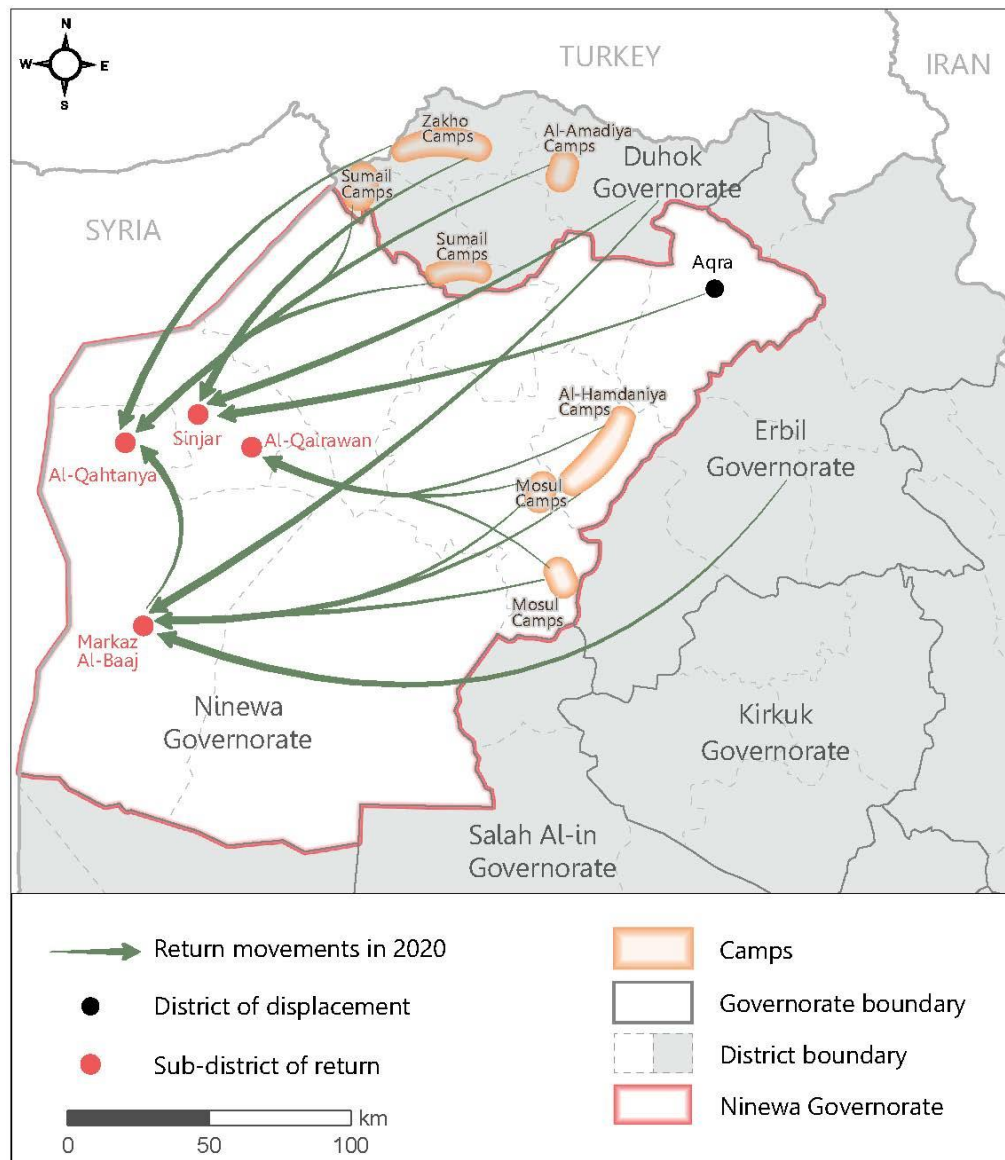 N
W E
S
TURKEY
IRAN
SYRIA
Zakho
Camps
Al-Amadiya
Camps
Duhok
Governorate
Sumail
Camps
Sumail
Camps
Aqra
Al-Hamdaniya
Camps
Sinjar
Al-Qairawan
Al-Qahtanya
Erbil
Governorate
Mosul
Camps
Mosul
Camps
Markaz
Al-Baaj
Ninewa
Governorate
Kirkuk
Governorate
Salah Al-in
Governorate
Return movements in 2020
District of displacement
Sub-district of return
km
0 50 100
Camps
Governorate boundary
District boundary
Ninewa Governorate